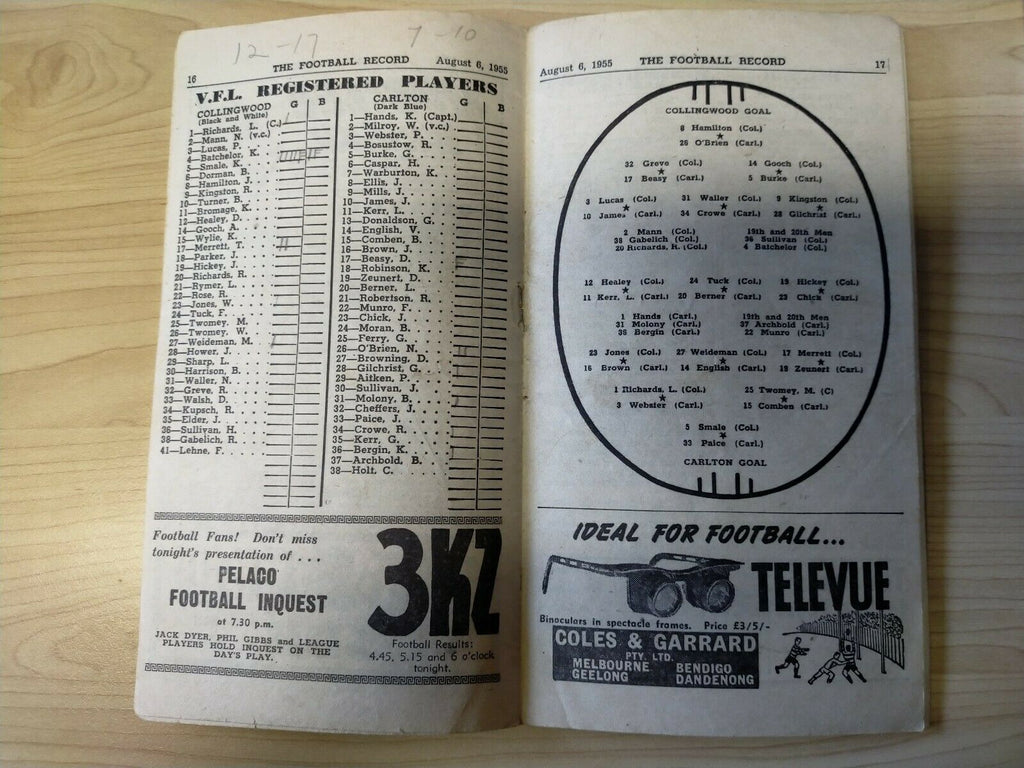 12-17
7-10
16 THE FOOTBALL RECORD August 6, 1955
V.F.L. REGISTERED PLAYERS
COLLINGWOOD G B
(Black and White)
1—Richards, L. (C.)
2—Mann, N. (v.c.)
3—Lucas, P.
4—Batchelor, K.
5—Smale, K.
6—Dorman, B.
8—Hamilton, J.
9—Kingston, R.
10—Turner, B.
11—Bromage, K.
12—Healey, D.
14—Gooch, A.
15—Wylie, K.
17—Merrett, T.
18—Parker, J.
19—Hickey, J.
20—Richards, R.
21—Rymer, L.
22—Rose, R.
23—Jones, W.
24—Tuck, F.
25—Twomey, M.
26—Twomey, W.
27—Weideman, M.
28—Hower, J.
29—Sharp, L.
30—Harrison, B.
31—Waller, N.
32—Greve, R.
33—Walsh, D.
34—Kupsch, R.
35—Elder, J.
36—Sullivan, H.
38—Gabelich, R.
41—Lehne, F.
CARLTON G B
(Dark Blue)
1—Hands, K. (Capt.)
2—Milroy, W. (v.c.)
3—Webster, P.
4—Bosustow, R.
5—Burke, G.
6—Caspar, H.
7—Warburton, K.
8—Ellis, J.
9—Mills, J.
10—James, J.
11—Kerr, L.
13—Donaldson, G.
14—English, V.
15—Comben, B.
16—Brown, J.
17—Beasy, D.
18—Robinson, K.
19—Zeunert, D.
20—Berner, L.
21—Robertson, R.
22—Munro, F.
23—Chick, J.
24—Moran, B.
25—Ferry, G.
26—O'Brien, N.
27—Browning, D.
28—Gilchrist, G.
29—Aitken, P.
30—Sullivan, J.
31—Molony, B.
32—Cheffers, J.
33—Paice, J.
34—Crowe, R.
35—Kerr, G.
36—Bergin, K.
37—Archbold, B.
38—Holt, C.
Football Fans! Don't miss
tonight's presentation of . . .
PELACO
FOOTBALL INQUEST
at 7.30 p.m.
JACK DYER, PHIL GIBBS and LEAGUE
PLAYERS HOLD INQUEST ON THE
DAY'S PLAY.
3KZ
Football Results:
4.45, 5.15 and 6 o'clock
tonight.
August 6, 1955 THE FOOTBALL RECORD 17
COLLINGWOOD GOAL
8 Hamilton (Col.)
26 O'Brien (Carl.)
32 Greve (Col.) 14 Gooch (Col.)
17 Beasy (Carl.) 5 Burke (Carl.)
3 Lucas (Col.) 31 Waller (Col.) 9 Kingston (Col.)
10 James (Carl.) 34 Crowe (Carl.) 28 Gilchrist (Carl.)
2 Mann (Col.) 19th and 20th Men
38 Gabelich (Col.) 36 Sullivan (Col.)
20 Richards, R. (Col.) 4 Batchelor (Col.)
12 Healey (Col.) 24 Tuck (Col.) 19 Hickey (Col.)
11 Kerr, L. (Carl.) 20 Berner (Carl.) 23 Chick (Carl.)
1 Hands (Carl.) 19th and 20th Men
31 Molony (Carl.) 37 Archbold (Carl.)
36 Bergin (Carl.) 22 Munro (Carl.)
23 Jones (Col.) 27 Weideman (Col.) 17 Merrett (Col.)
16 Brown (Carl.) 14 English (Carl.) 19 Zeunert (Carl.)
1 Richards, L. (Col.) 25 Twomey, M. (C)
3 Webster (Carl.) 15 Comben (Carl.)
5 Smale (Col.)
33 Paice (Carl.)
CARLTON GOAL
IDEAL FOR FOOTBALL...
TELEVUE
Binoculars in spectacle frames. Price £3/5/-
COLES & GARRARD
PTY. LTD.
MELBOURNE BENDIGO
GEELONG DANDENONG